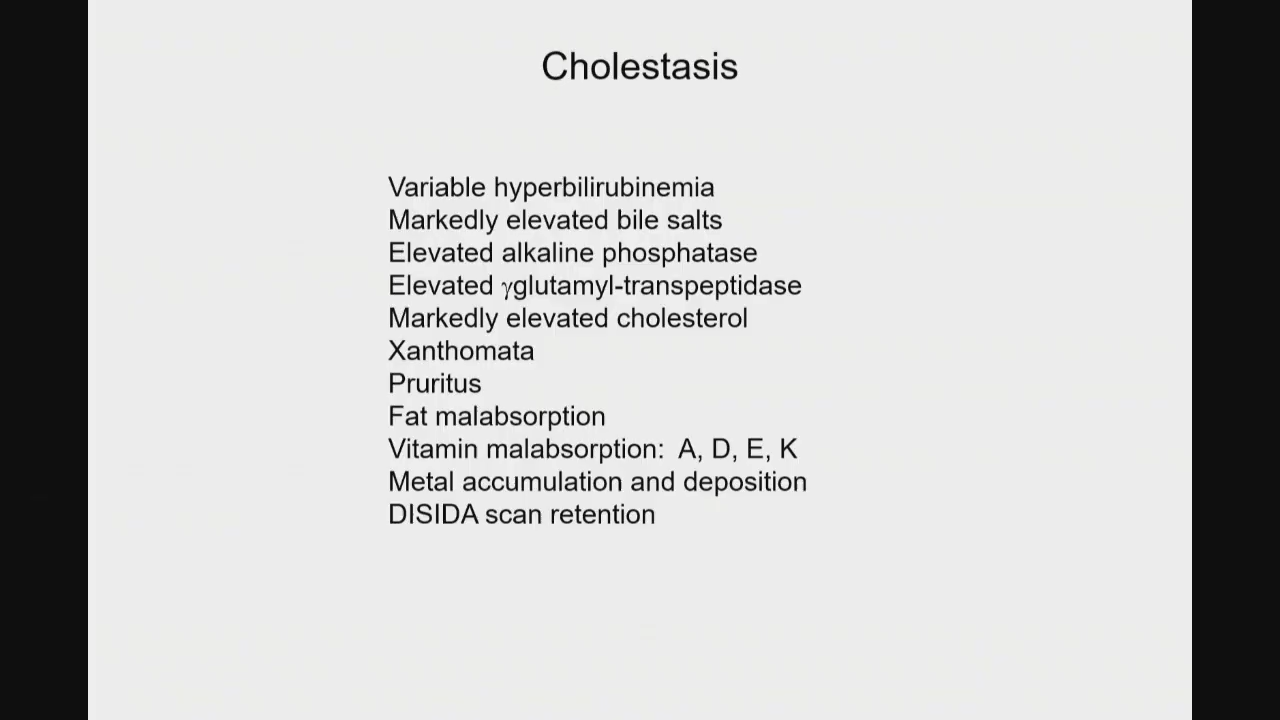 Cholestasis
Variable hyperbilirubinemia
Markedly elevated bile salts
Elevated alkaline phosphatase
Elevated γglutamyl-transpeptidase
Markedly elevated cholesterol
Xanthomata
Pruritus
Fat malabsorption
Vitamin malabsorption:  A, D, E, K
Metal accumulation and deposition
DISIDA scan retention